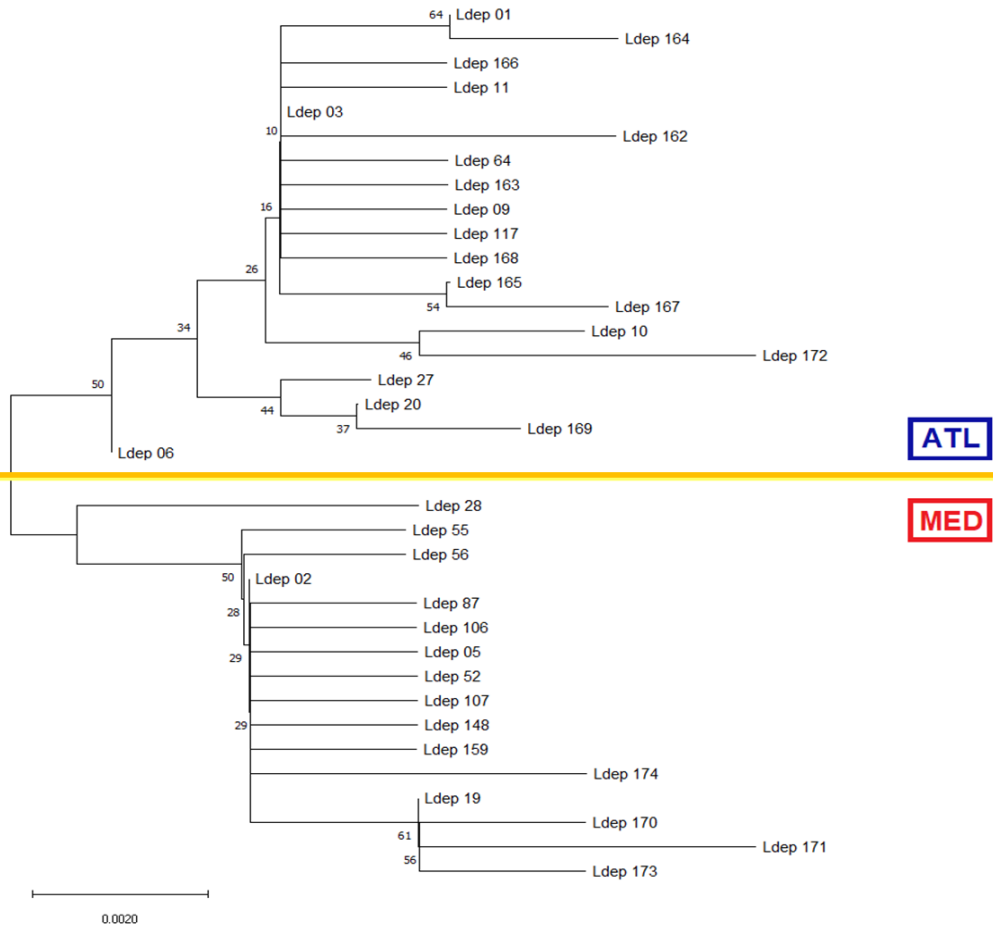 64
Ldep 01
Ldep 164
Ldep 166
Ldep 11
Ldep 03
10
Ldep 162
Ldep 64
Ldep 163
16
Ldep 09
Ldep 117
Ldep 168
26
Ldep 165
54
Ldep 167
34
Ldep 10
46
Ldep 172
50
Ldep 27
44
Ldep 20
37
Ldep 169
ATL
Ldep 06
Ldep 28
MED
Ldep 55
Ldep 56
50
Ldep 02
28
Ldep 87
Ldep 106
29
Ldep 05
Ldep 52
Ldep 107
29
Ldep 148
Ldep 159
Ldep 174
Ldep 19
61
Ldep 170
Ldep 171
56
Ldep 173
0.0020